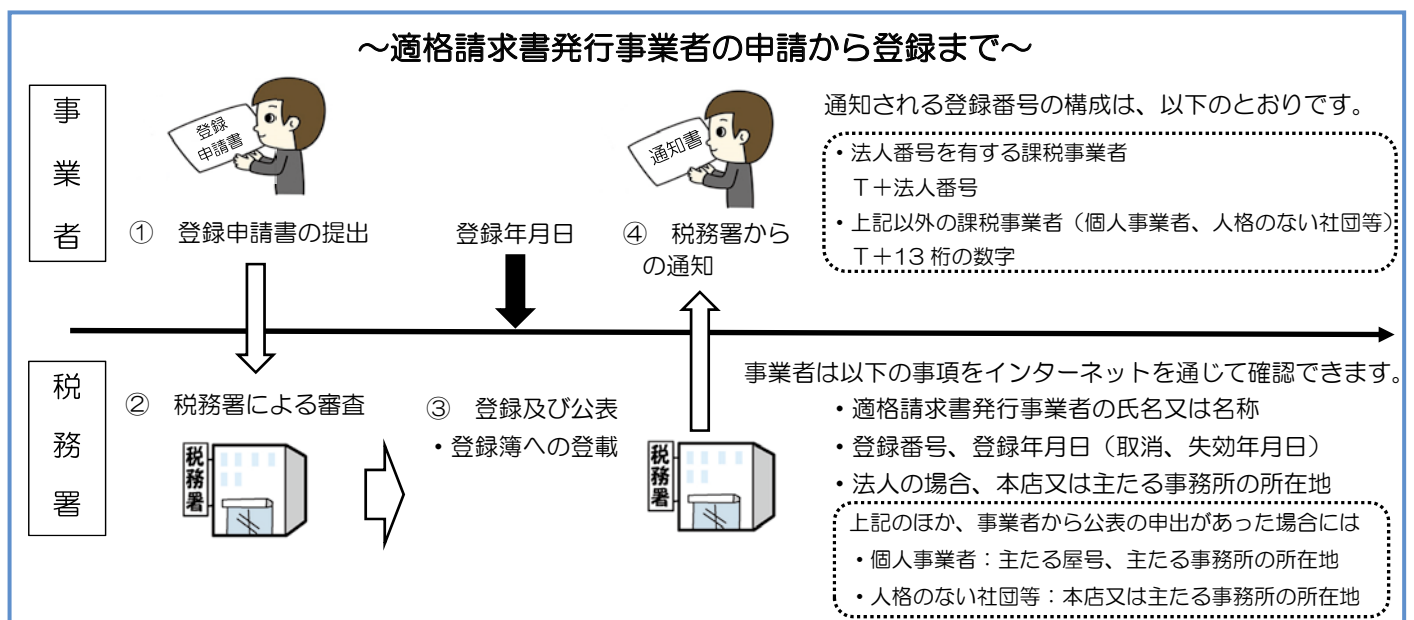 ～適格請求書発行事業者の申請から登録まで～
事業者
登録
申請書
① 登録申請書の提出
登録年月日
通知書
④ 税務署から
の通知
通知される登録番号の構成は、以下のとおりです。
・法人番号を有する課税事業者
T＋法人番号
・上記以外の課税事業者（個人事業者、人格のない社団等）
T＋13 桁の数字
税務署
② 税務署による審査
税務署
③ 登録及び公表
・登録簿への登載
税務署
事業者は以下の事項をインターネットを通じて確認できます。
・適格請求書発行事業者の氏名又は名称
・登録番号、登録年月日（取消、失効年月日）
・法人の場合、本店又は主たる事務所の所在地
上記のほか、事業者から公表の申出があった場合には
・個人事業者：主たる屋号、主たる事務所の所在地
・人格のない社団等：本店又は主たる事務所の所在地